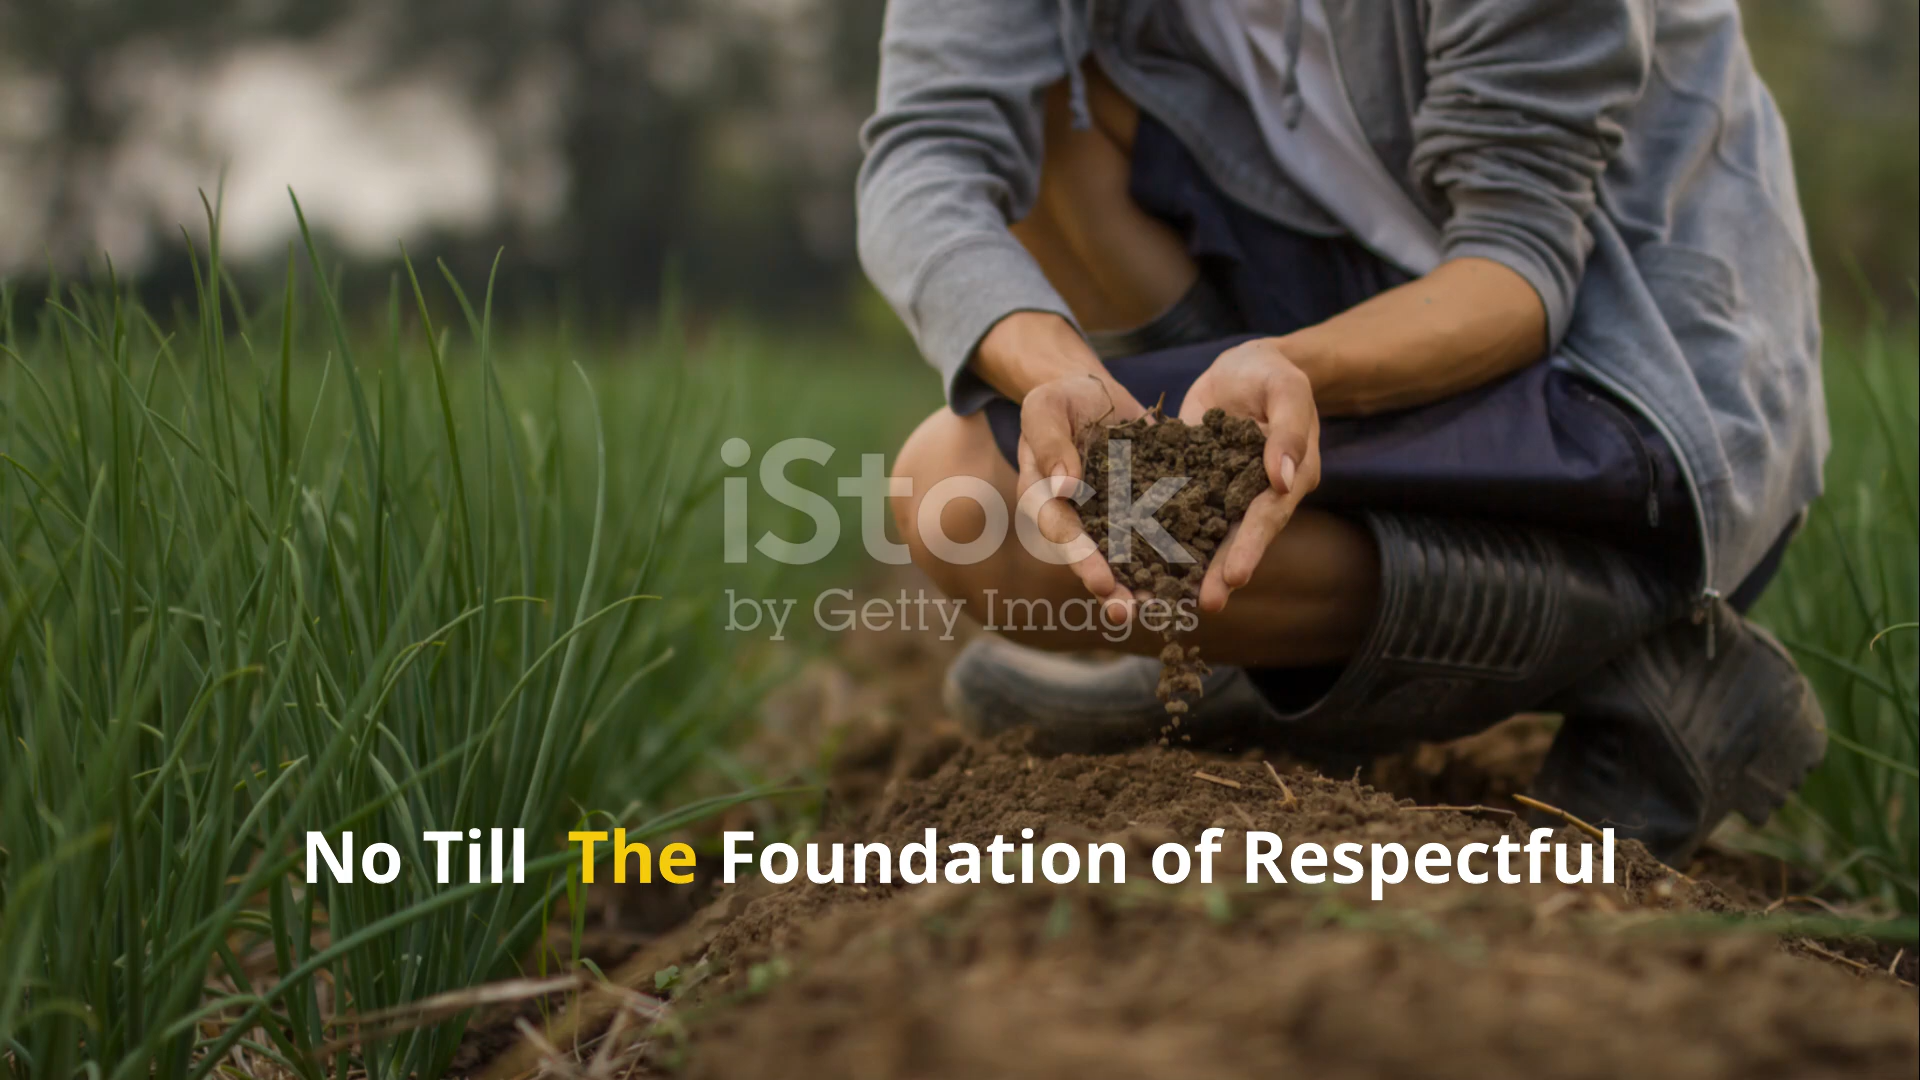 iStock
by Getty Images
No Till The Foundation of Respectful